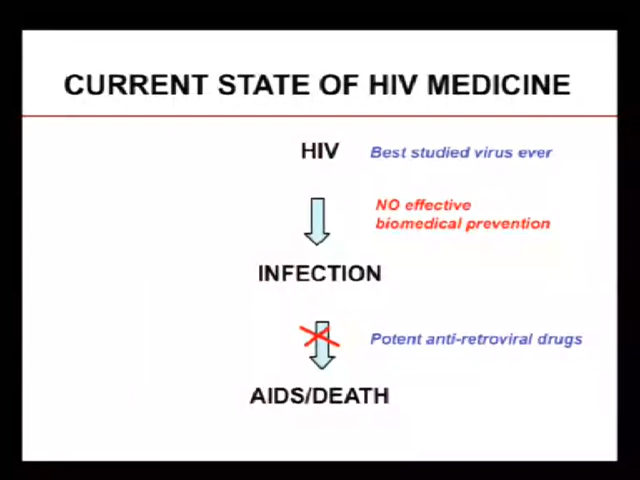 CURRENT STATE OF HIV MEDICINE
HIV
Best studied virus ever
NO effective
biomedical prevention
INFECTION
Potent anti-retroviral drugs
AIDS/DEATH